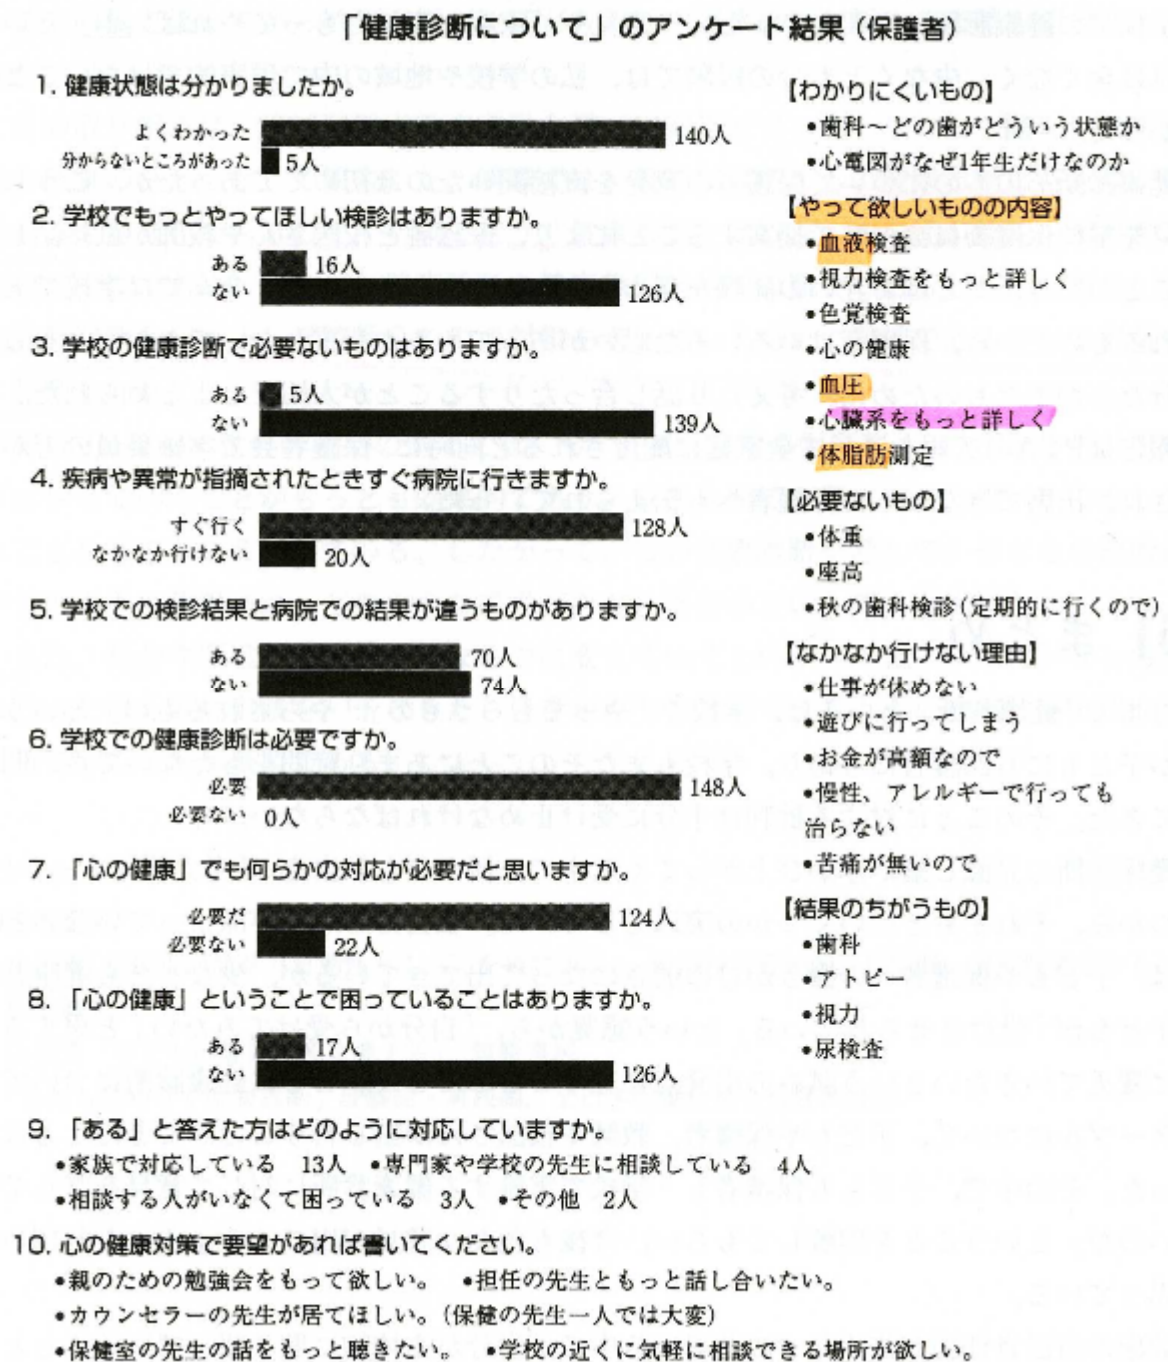 「健康診断について」のアンケート結果（保護者）
1. 健康状態は分かりましたか。
よくわかった 140人
分からないところがあった 5人
2. 学校でもっとやってほしい検診はありますか。
ある 16人
ない 126人
3. 学校の健康診断で必要ないものはありますか。
ある 5人
ない 139人
4. 疾病や異常が指摘されたときすぐ病院に行きますか。
すぐ行く 128人
なかなか行けない 20人
5. 学校での検診結果と病院での結果が違うものがありますか。
ある 70人
ない 74人
6. 学校での健康診断は必要ですか。
必要 148人
必要ない 0人
7. 「心の健康」でも何らかの対応が必要だと思いますか。
必要だ 124人
必要ない 22人
8. 「心の健康」ということで困っていることはありますか。
ある 17人
ない 126人
9. 「ある」と答えた方はどのように対応していますか。
•家族で対応している　13人　•専門家や学校の先生に相談している　4人
•相談する人がいなくて困っている　3人　•その他　2人
10. 心の健康対策で要望があれば書いてください。
•親のための勉強会をもって欲しい。　•担任の先生ともっと話し合いたい。
•カウンセラーの先生が居てほしい。（保健の先生一人では大変）
•保健室の先生の話をもっと聴きたい。　•学校の近くに気軽に相談できる場所が欲しい。
【わかりにくいもの】
•歯科～どの歯がどういう状態か
•心電図がなぜ1年生だけなのか
【やって欲しいものの内容】
•血液検査
•視力検査をもっと詳しく
•色覚検査
•心の健康
•血圧
•心臓系をもっと詳しく
•体脂肪測定
【必要ないもの】
•体重
•座高
•秋の歯科検診（定期的に行くので）
【なかなか行けない理由】
•仕事が休めない
•遊びに行ってしまう
•お金が高額なので
•慢性、アレルギーで行っても
治らない
•苦痛が無いので
【結果のちがうもの】
•歯科
•アトピー
•視力
•尿検査